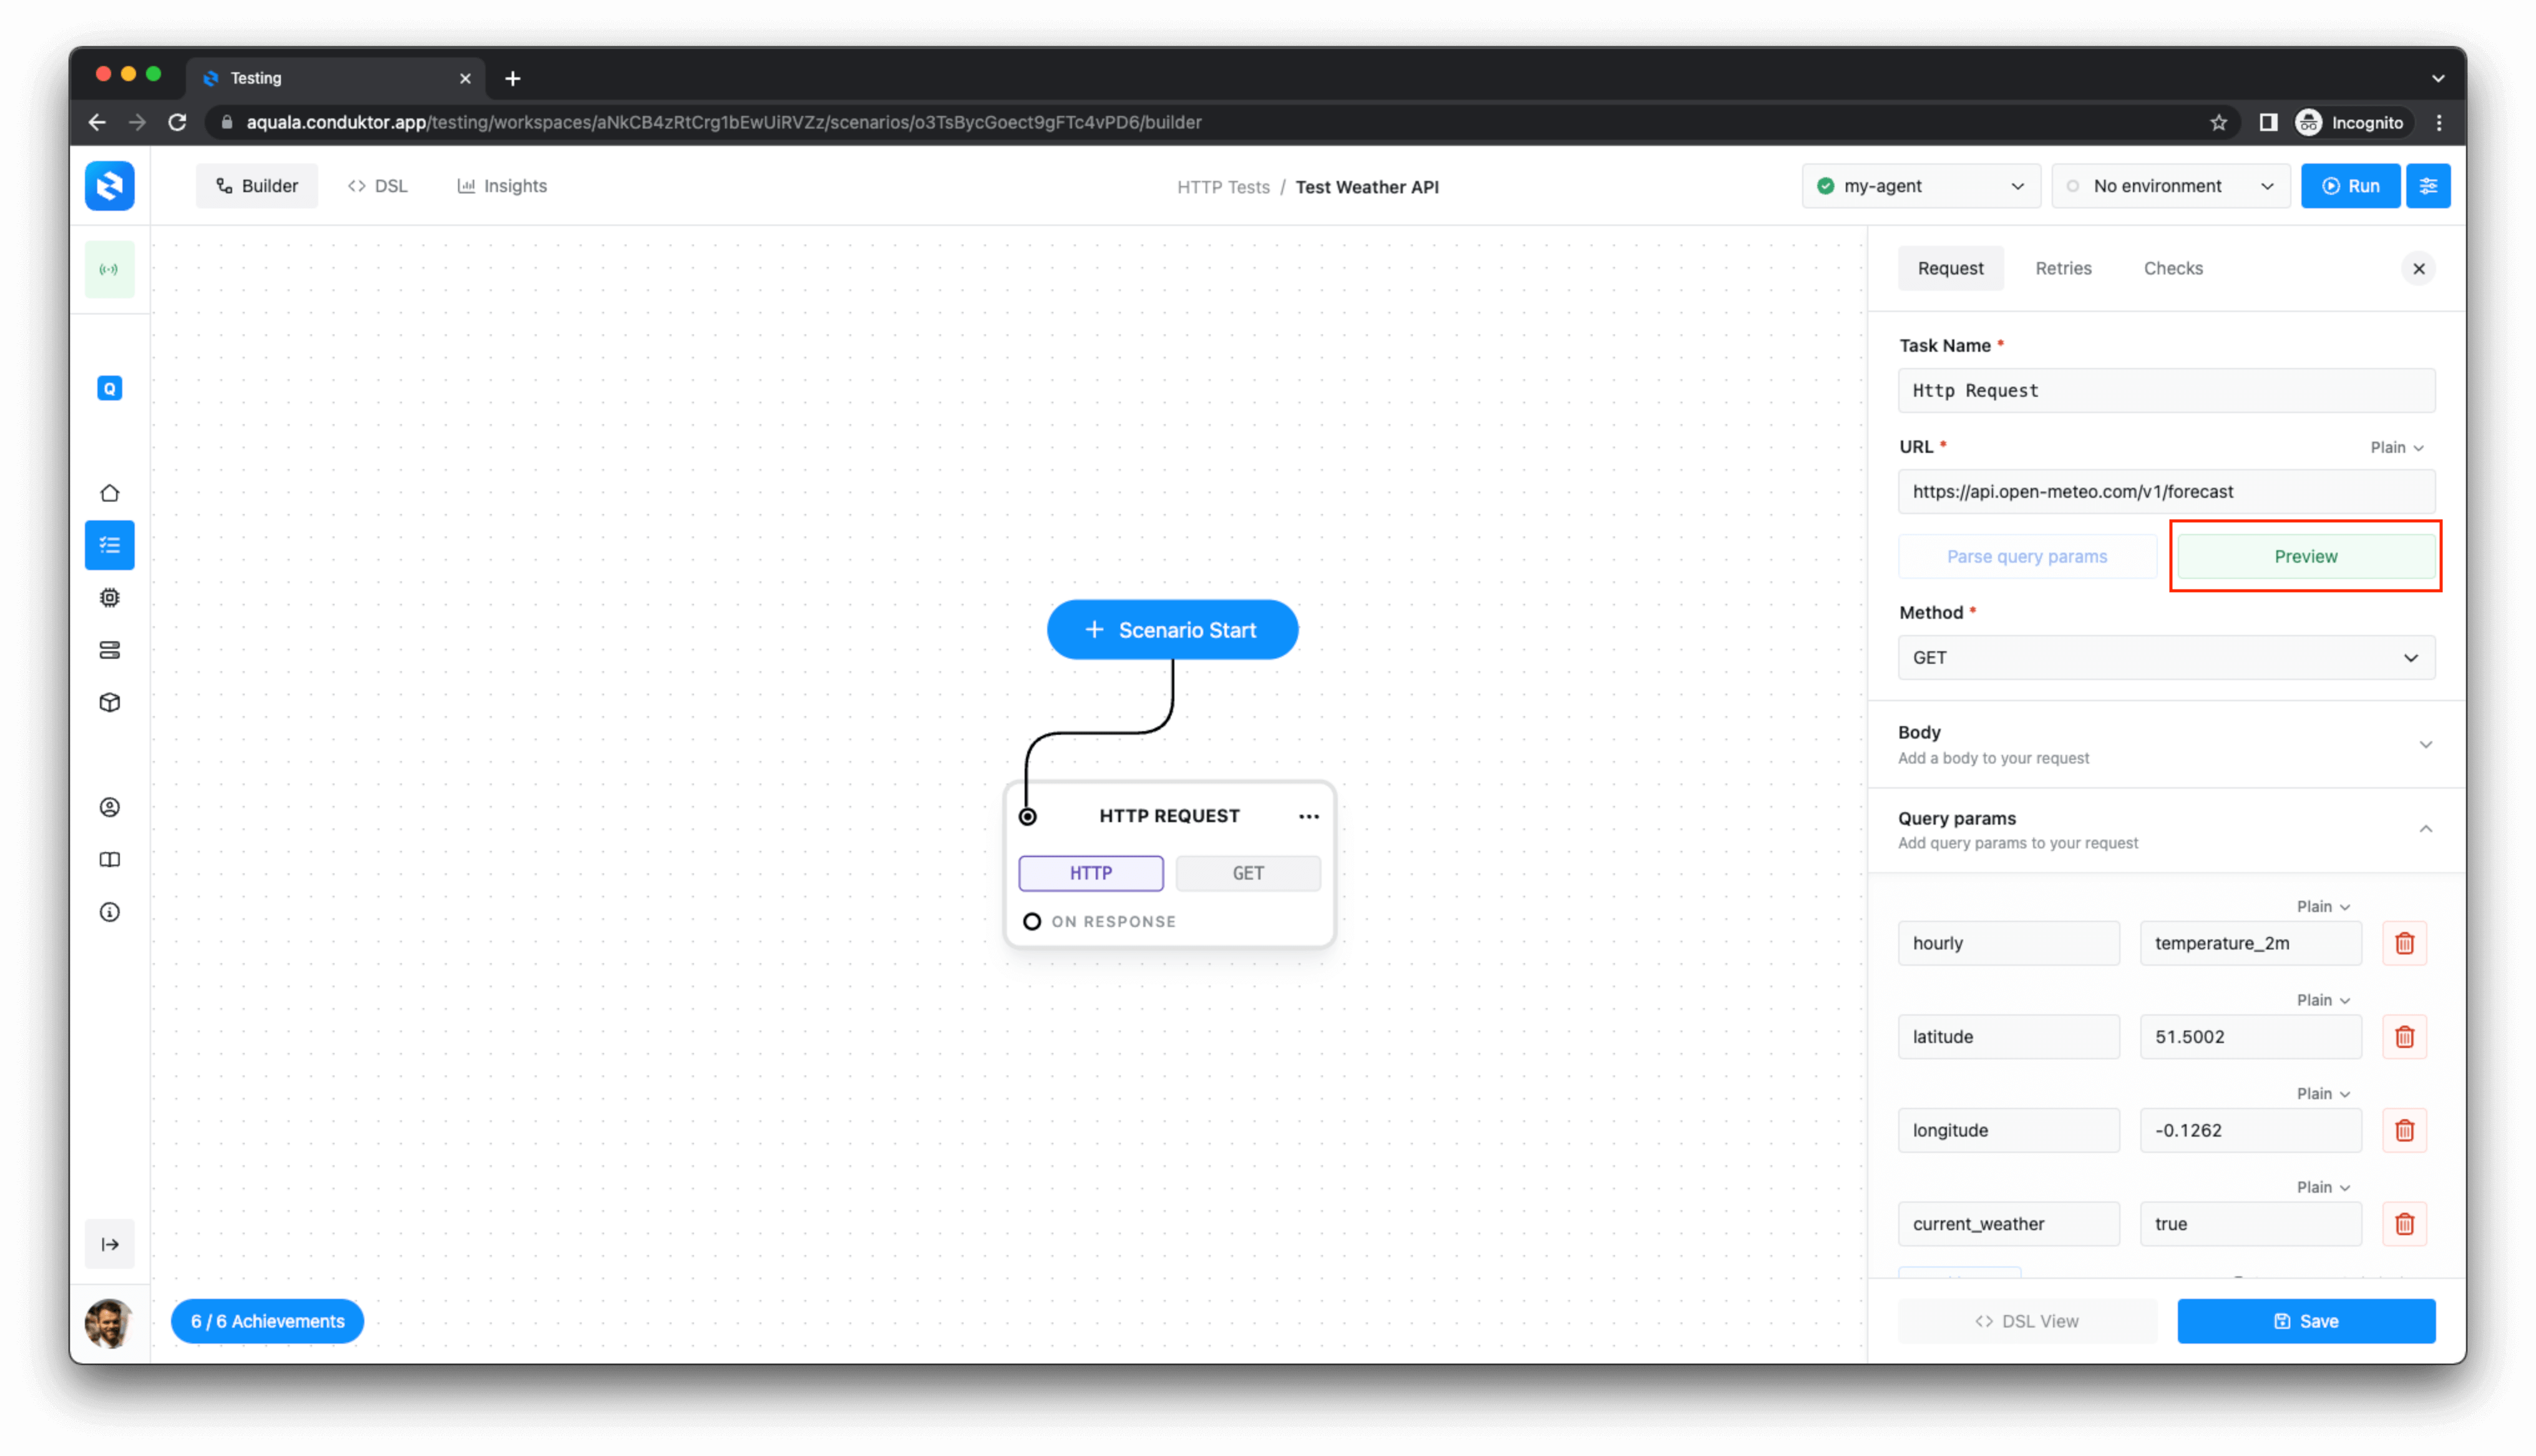 Testing
aquala.conduktor.app/testing/workspaces/aNkCB4zRtCrg1bEwUiRVZz/scenarios/o3TsBycGoect9gFTc4vPD6/builder
Incognito
Builder
DSL
Insights
HTTP Tests / Test Weather API
my-agent
No environment
Run
Q
Scenario Start
HTTP REQUEST
HTTP
GET
ON RESPONSE
6 / 6 Achievements
Request
Retries
Checks
Task Name *
Http Request
URL *
Plain
https://api.open-meteo.com/v1/forecast
Parse query params
Preview
Method *
GET
Body
Add a body to your request
Query params
Add query params to your request
Plain
hourly
temperature_2m
Plain
latitude
51.5002
Plain
longitude
-0.1262
Plain
current_weather
true
DSL View
Save